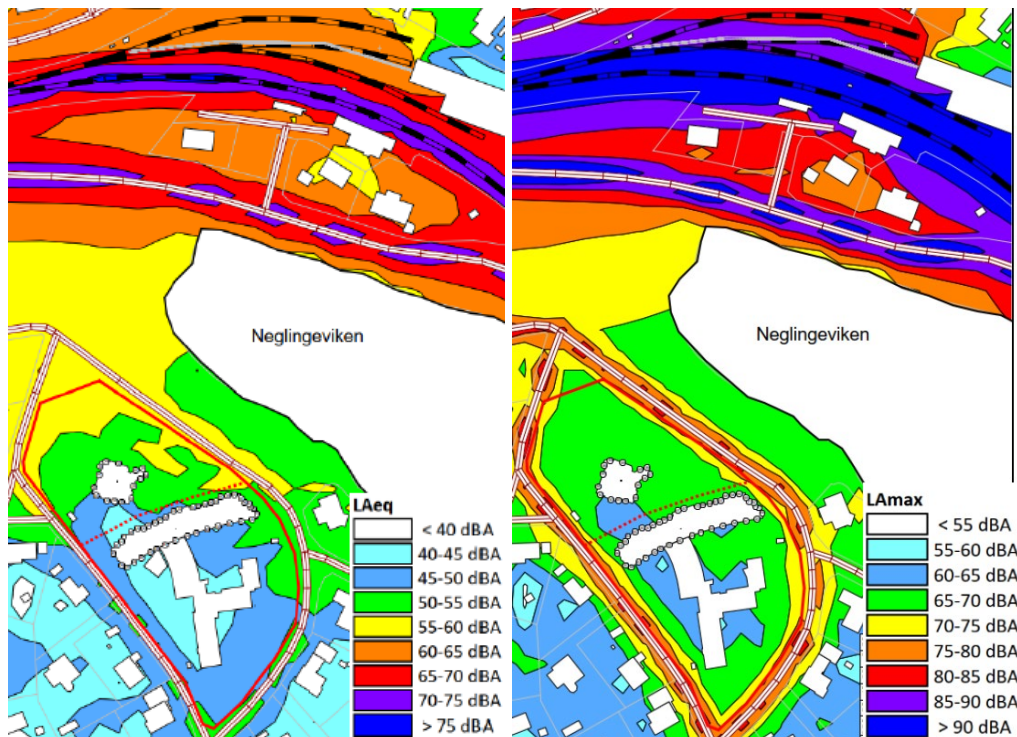 Neglingeviken
LAeq
< 40 dBA
40-45 dBA
45-50 dBA
50-55 dBA
55-60 dBA
60-65 dBA
65-70 dBA
70-75 dBA
> 75 dBA
Neglingeviken
LAmax
< 55 dBA
55-60 dBA
60-65 dBA
65-70 dBA
70-75 dBA
75-80 dBA
80-85 dBA
85-90 dBA
> 90 dBA